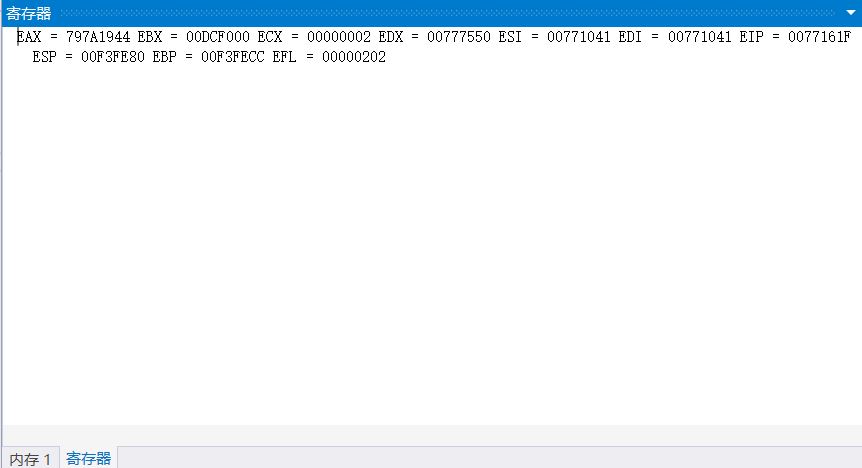 寄存器
EAX = 797A1944 EBX = 00DCF000 ECX = 00000002 EDX = 00777550 ESI = 00771041 EDI = 00771041 EIP = 0077161F
ESP = 00F3FE80 EBP = 00F3FECC EFL = 00000202
内存 1 寄存器